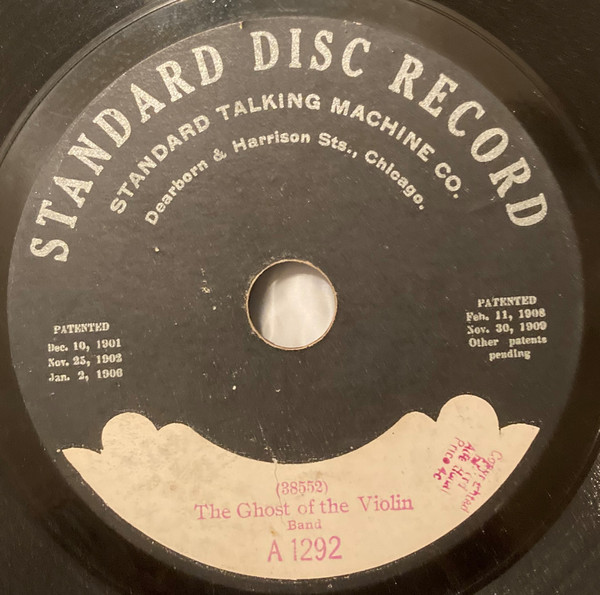 STANDARD DISC RECORD
STANDARD TALKING MACHINE CO.
Dearborn & Harrison Sts., Chicago.
PATENTED
Dec. 10, 1901
Nov. 25, 1902
Jan. 2, 1906
PATENTED
Feb. 11, 1908
Nov. 30, 1909
Other patents
pending
(38552)
The Ghost of the Violin
Band
A 1292